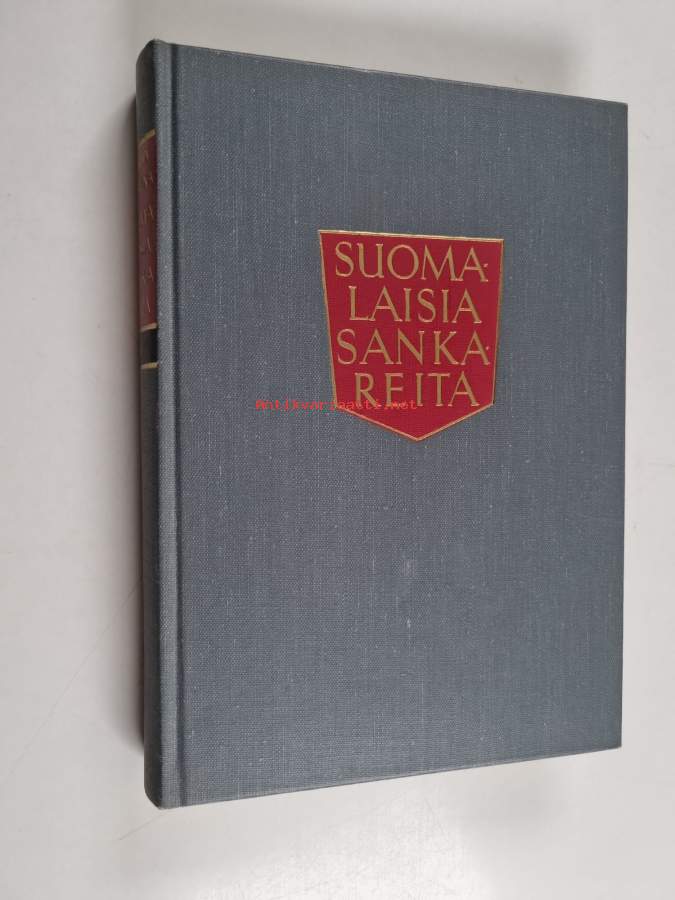 SUOMA·
LAISIA
SANKA·
REITA
Antikvariaatti.net